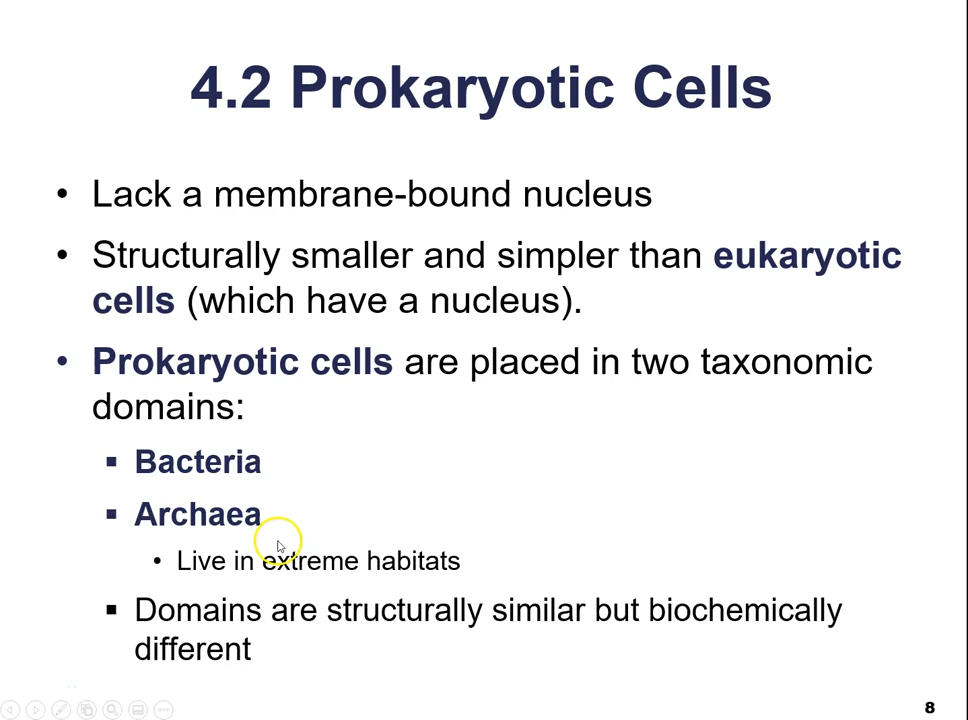 4.2 Prokaryotic Cells
• Lack a membrane-bound nucleus
• Structurally smaller and simpler than eukaryotic
cells (which have a nucleus).
• Prokaryotic cells are placed in two taxonomic
domains:
▪ Bacteria
▪ Archaea
• Live in extreme habitats
▪ Domains are structurally similar but biochemically
different
8